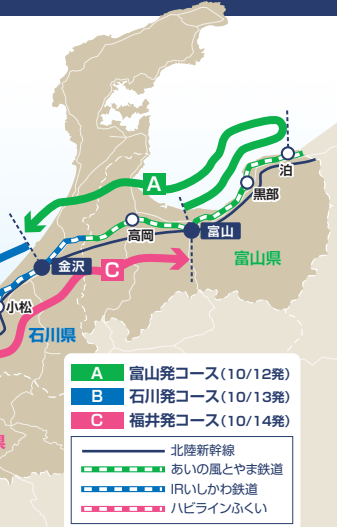 A
泊
黒部
高岡
富山
富山県
金沢
C
小松
石川県
県
A 富山発コース(10/12発)
B 石川発コース(10/13発)
C 福井発コース(10/14発)
北陸新幹線
あいの風とやま鉄道
IRいしかわ鉄道
ハピラインふくい